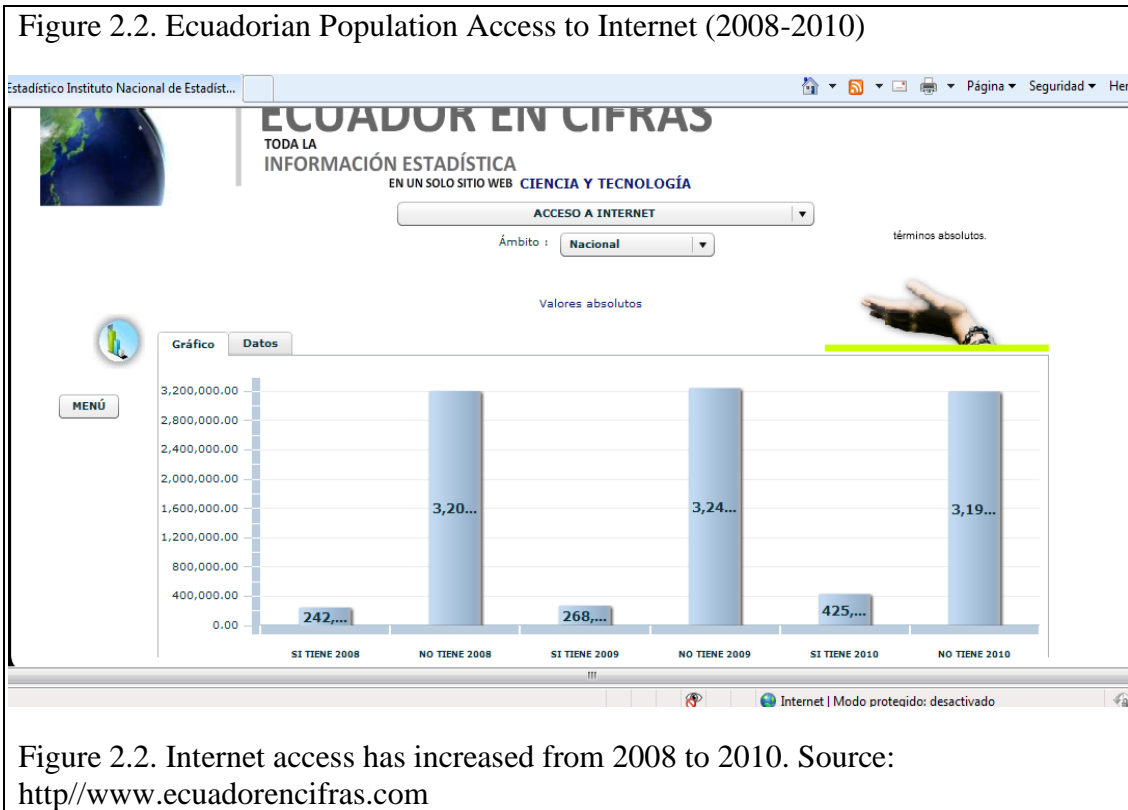 Figure 2.2. Ecuadorian Population Access to Internet (2008-2010)
Estadístico Instituto Nacional de Estadíst...
Página Seguridad Her
ECUADOR EN CIFRAS
TODA LA
INFORMACIÓN ESTADÍSTICA
EN UN SOLO SITIO WEB CIENCIA Y TECNOLOGÍA
ACCESO A INTERNET
Ámbito : Nacional
términos absolutos.
Valores absolutos
Gráfico Datos
MENÚ
3,200,000.00
2,800,000.00
2,400,000.00
2,000,000.00
1,600,000.00
1,200,000.00
800,000.00
400,000.00
0.00
242,... 3,20... 268,... 3,24... 425,... 3,19...
SI TIENE 2008 NO TIENE 2008 SI TIENE 2009 NO TIENE 2009 SI TIENE 2010 NO TIENE 2010
Internet | Modo protegido: desactivado
Figure 2.2. Internet access has increased from 2008 to 2010. Source:
http//www.ecuadorencifras.com